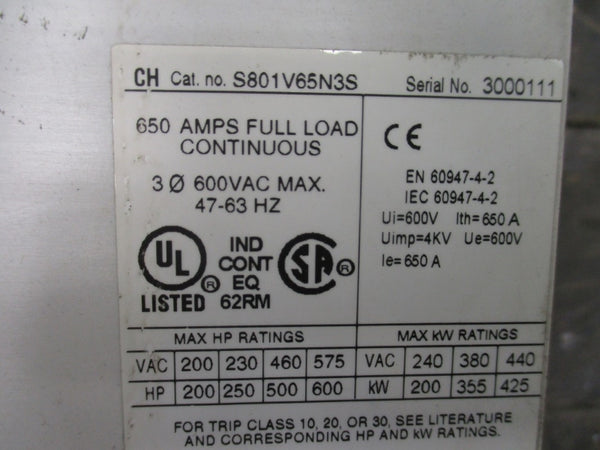 CH Cat. no. S801V65N3S Serial No. 3000111
650 AMPS FULL LOAD
CONTINUOUS
3 Ø 600VAC MAX.
47-63 HZ
UL ® LISTED
IND
CONT
EQ
62RM
SA ®
CE
EN 60947-4-2
IEC 60947-4-2
Ui=600V Ith=650 A
Uimp=4KV Ue=600V
Ie=650 A
MAX HP RATINGS
VAC 200 230 460 575
HP 200 250 500 600
MAX kW RATINGS
VAC 240 380 440
kW 200 355 425
FOR TRIP CLASS 10, 20, OR 30, SEE LITERATURE
AND CORRESPONDING HP AND kW RATINGS.